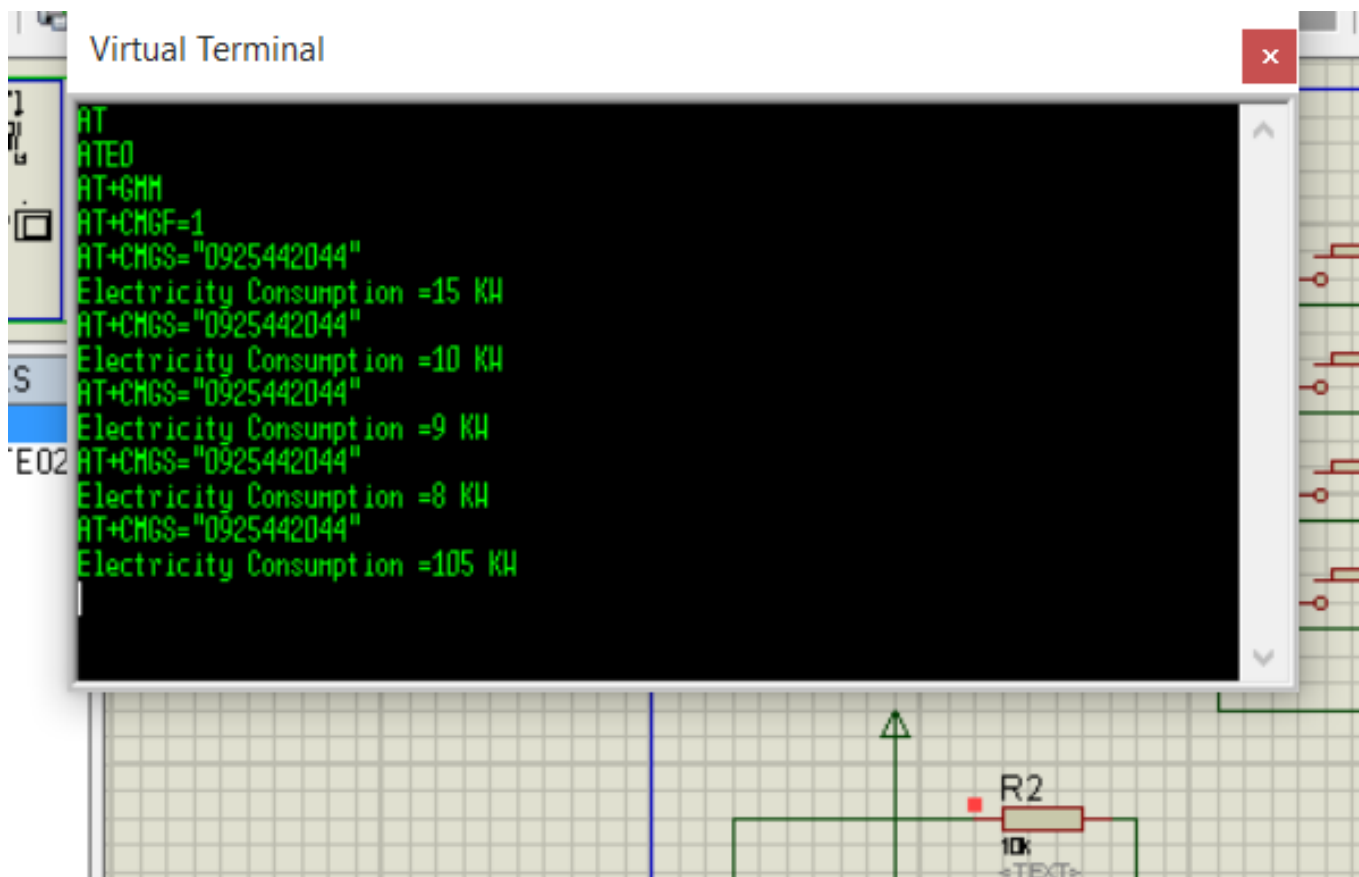 Virtual Terminal
AT
ATE0
AT+GMM
AT+CMGF=1
AT+CMGS="0925442044"
Electricity Consumption =15 KW
AT+CMGS="0925442044"
Electricity Consumption =10 KW
AT+CMGS="0925442044"
Electricity Consumption =9 KW
AT+CMGS="0925442044"
Electricity Consumption =8 KW
AT+CMGS="0925442044"
Electricity Consumption =105 KW
R2
10k
<TEXT>